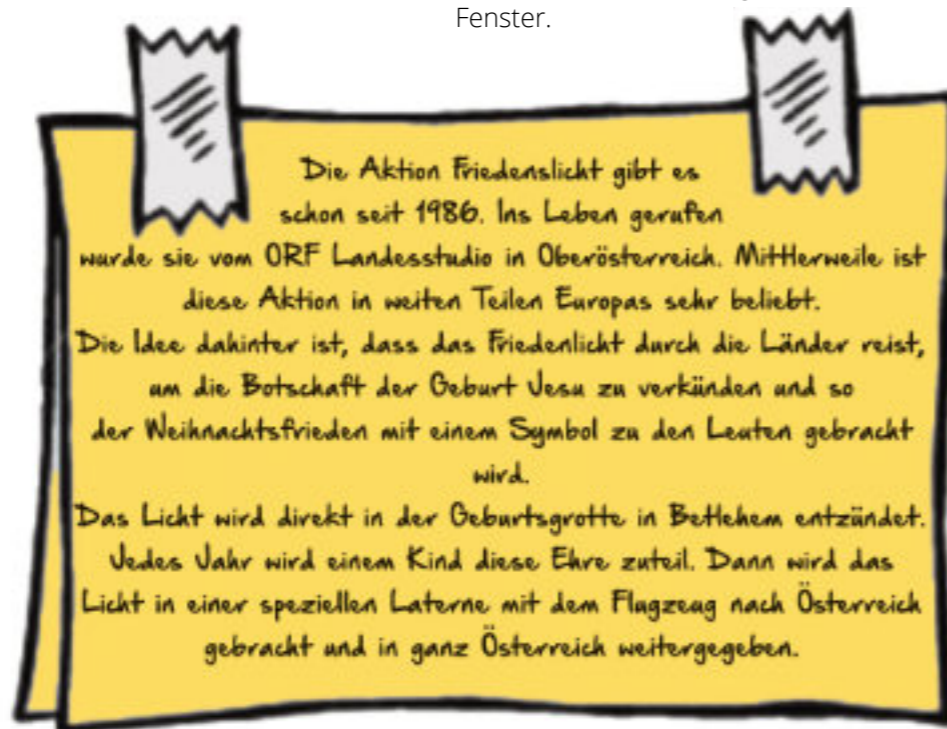 Fenster.
Die Aktion Friedenslicht gibt es
schon seit 1986. Ins Leben gerufen
wurde sie vom ORF Landesstudio in Oberösterreich. Mittlerweile ist
diese Aktion in weiten Teilen Europas sehr beliebt.
Die Idee dahinter ist, dass das Friedenlicht durch die Länder reist,
um die Botschaft der Geburt Jesu zu verkünden und so
der Weihnachtsfrieden mit einem Symbol zu den Leuten gebracht
wird.
Das Licht wird direkt in der Geburtsgrotte in Betlehem entzündet.
Jedes Jahr wird einem Kind diese Ehre zuteil. Dann wird das
Licht in einer speziellen Laterne mit dem Flugzeug nach Österreich
gebracht und in ganz Österreich weitergegeben.